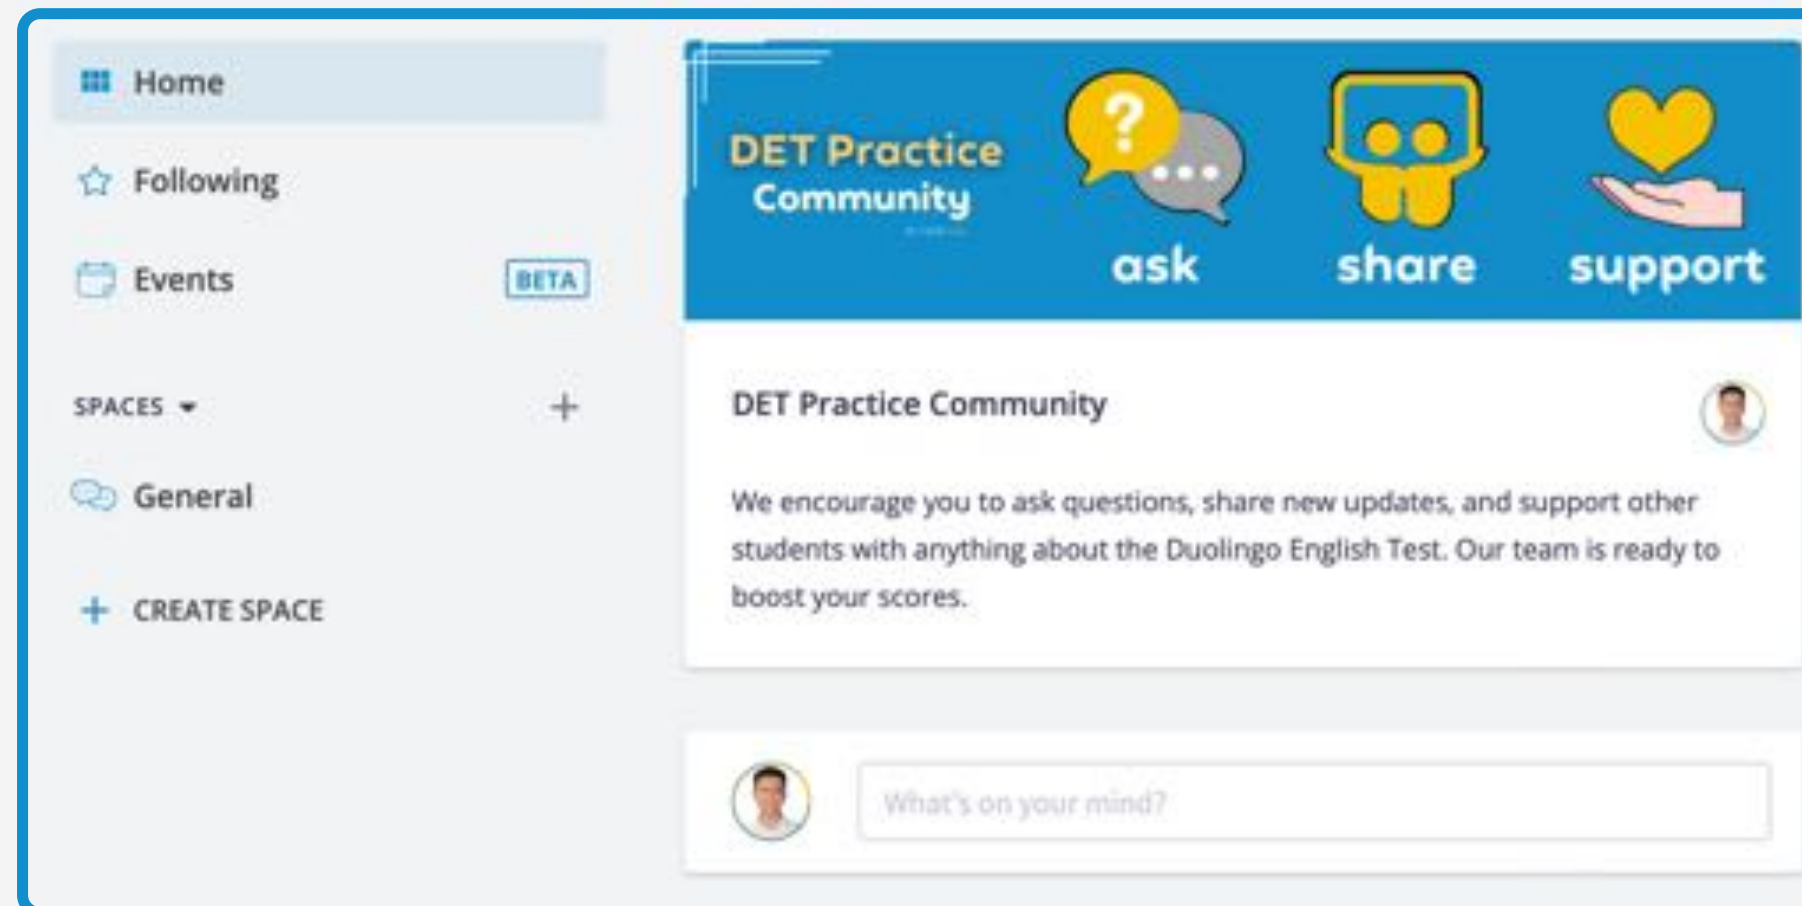 Home
Following
Events
BETA
SPACES
General
CREATE SPACE
DET Practice
Community
?
ask
share
support
DET Practice Community
We encourage you to ask questions, share new updates, and support other
students with anything about the Duolingo English Test. Our team is ready to
boost your scores.
What's on your mind?